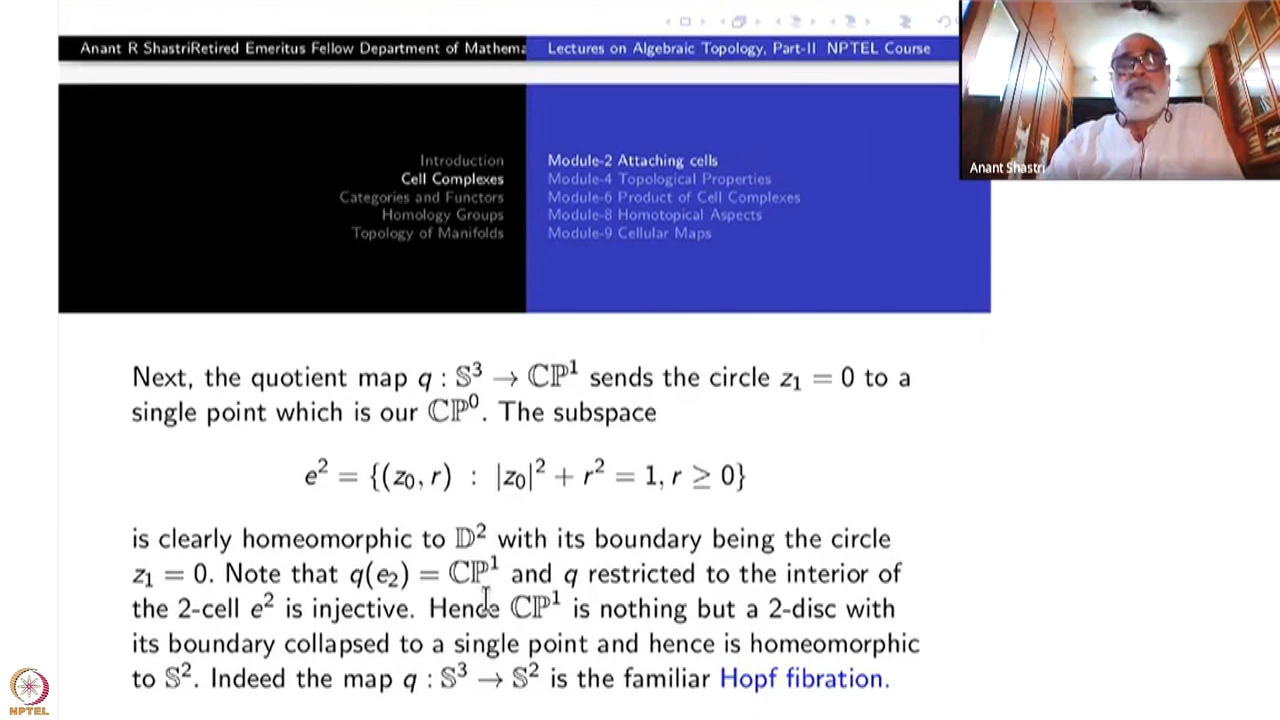 Anant R ShastriRetired Emeritus Fellow Department of Mathema
Lectures on Algebraic Topology, Part-II NPTEL Course
Introduction
Cell Complexes
Categories and Functors
Homology Groups
Topology of Manifolds
Module-2 Attaching cells
Module-4 Topological Properties
Module-6 Product of Cell Complexes
Module-8 Homotopical Aspects
Module-9 Cellular Maps
Anant Shastri
Next, the quotient map q : 𝕊³ → ℂℙ¹ sends the circle z₁ = 0 to a
single point which is our ℂℙ⁰. The subspace
e² = {(z₀, r) : |z₀|² + r² = 1, r ≥ 0}
is clearly homeomorphic to 𝔻² with its boundary being the circle
z₁ = 0. Note that q(e₂) = ℂℙ¹ and q restricted to the interior of
the 2-cell e² is injective. Hence ℂℙ¹ is nothing but a 2-disc with
its boundary collapsed to a single point and hence is homeomorphic
to 𝕊². Indeed the map q : 𝕊³ → 𝕊² is the familiar Hopf fibration.
NPTEL